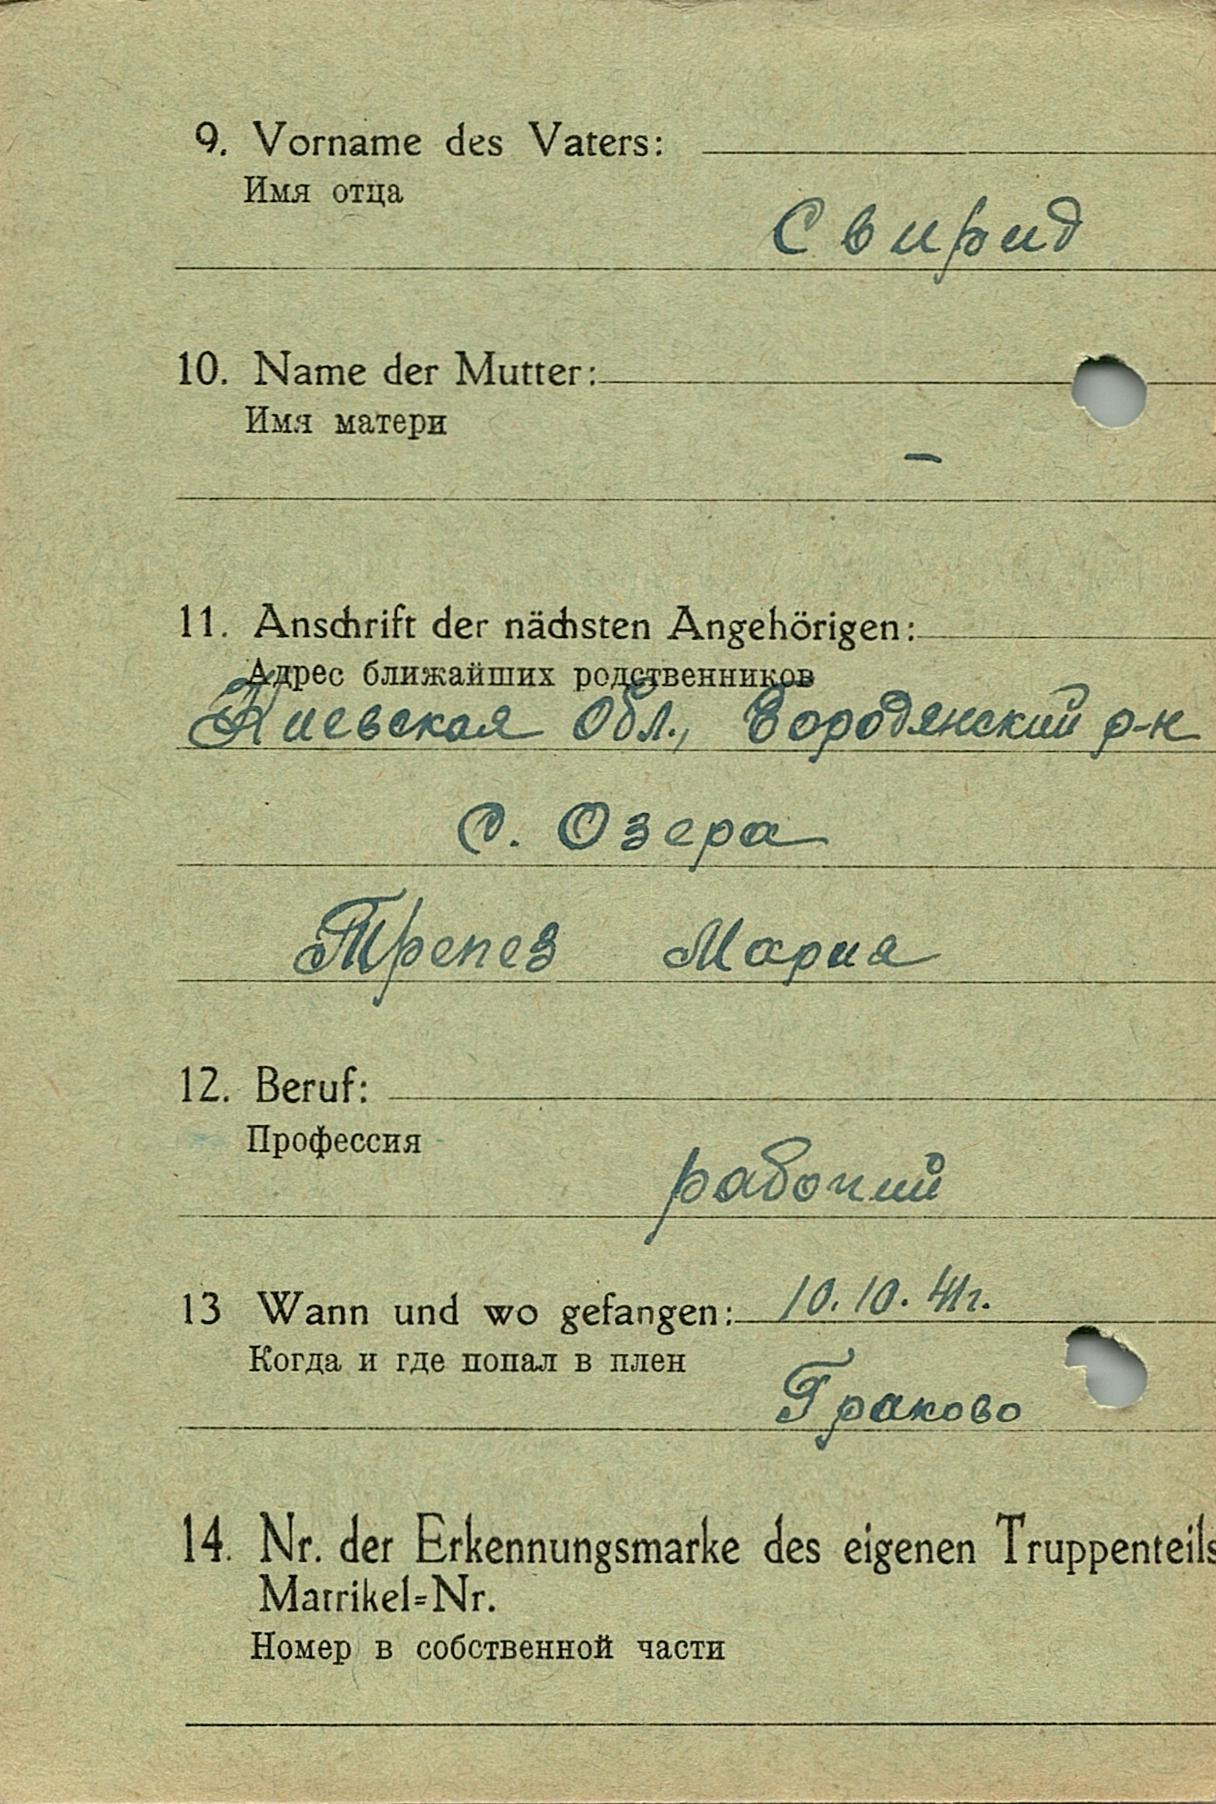 9. Vorname des Vaters:
Имя отца
Свирид
10. Name der Mutter:
Имя матери
–
11. Anschrift der nächsten Angehörigen:
Адрес ближайших родственников
Киевская Обл., Бородянский р-н
с. Озера
Трепез Мария
12. Beruf:
Профессия
рабочий
13 Wann und wo gefangen: 10.10.41г.
Когда и где попал в плен
Граково
14. Nr. der Erkennungsmarke des eigenen Truppenteils
Matrikel=Nr.
Номер в собственной части